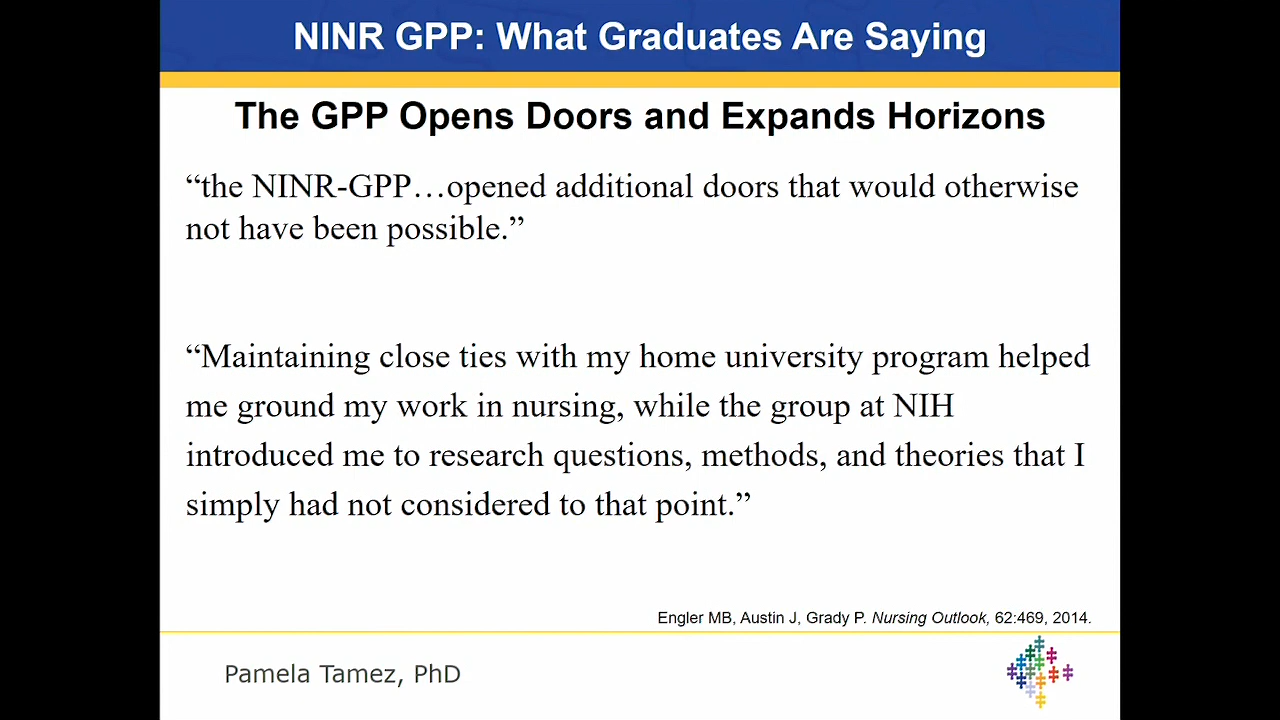 NINR GPP: What Graduates Are Saying
The GPP Opens Doors and Expands Horizons
“the NINR-GPP…opened additional doors that would otherwise
not have been possible.”
“Maintaining close ties with my home university program helped
me ground my work in nursing, while the group at NIH
introduced me to research questions, methods, and theories that I
simply had not considered to that point.”
Engler MB, Austin J, Grady P. Nursing Outlook, 62:469, 2014.
Pamela Tamez, PhD